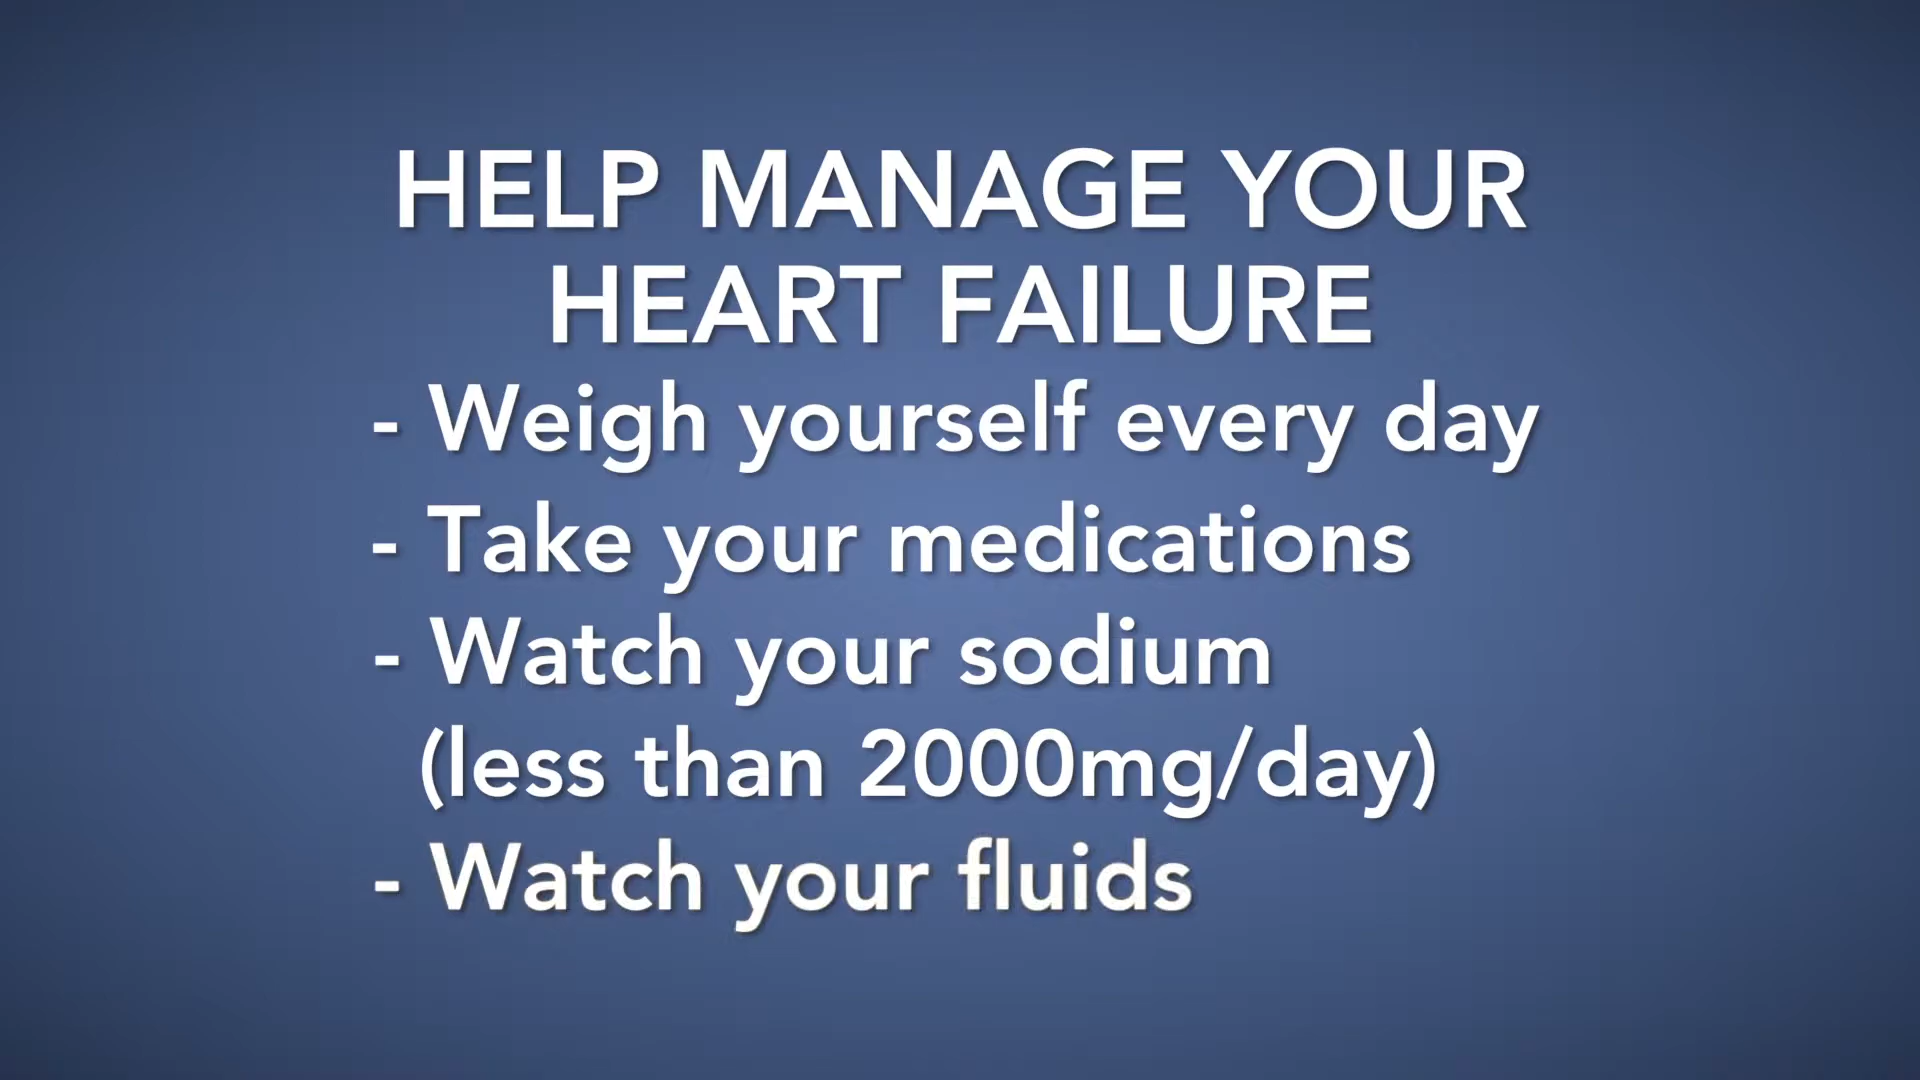 HELP MANAGE YOUR
HEART FAILURE
- Weigh yourself every day
- Take your medications
- Watch your sodium
(less than 2000mg/day)
- Watch your fluids